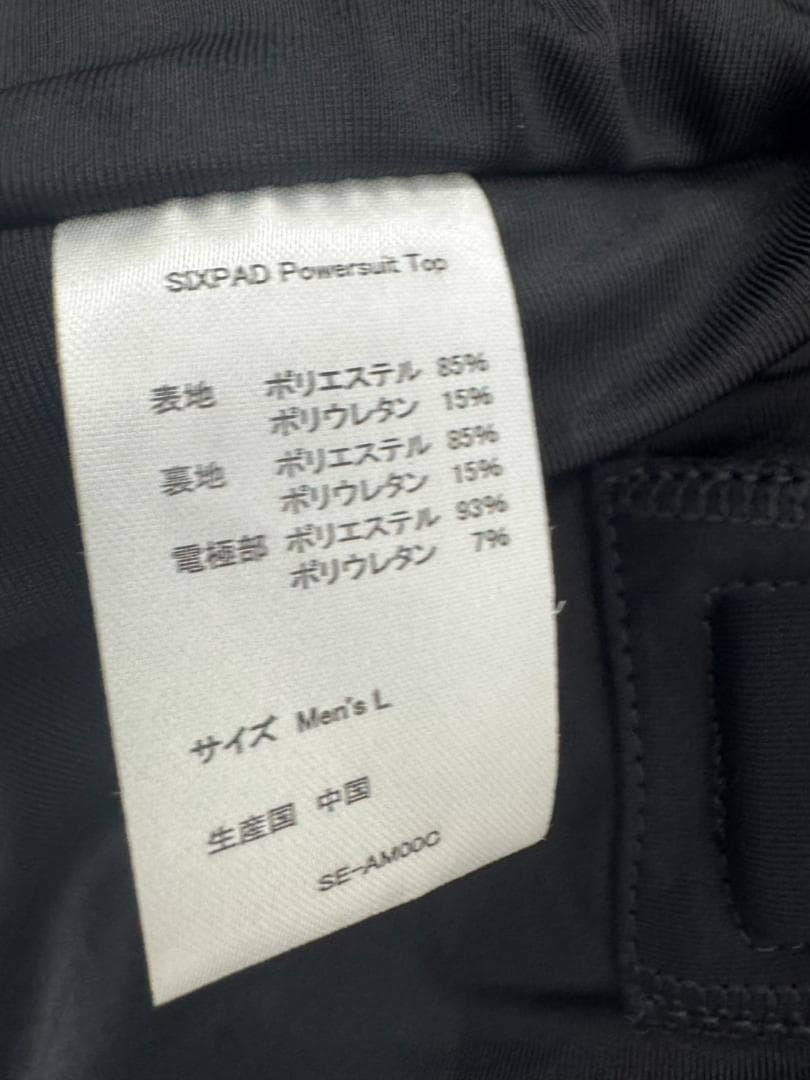 SIXPAD Powersuit Top
表地 ポリエステル 85%
ポリウレタン 15%
裏地 ポリエステル 85%
ポリウレタン 15%
電極部 ポリエステル 93%
ポリウレタン 7%
サイズ Men's L
生産国 中国
SE-AM00C